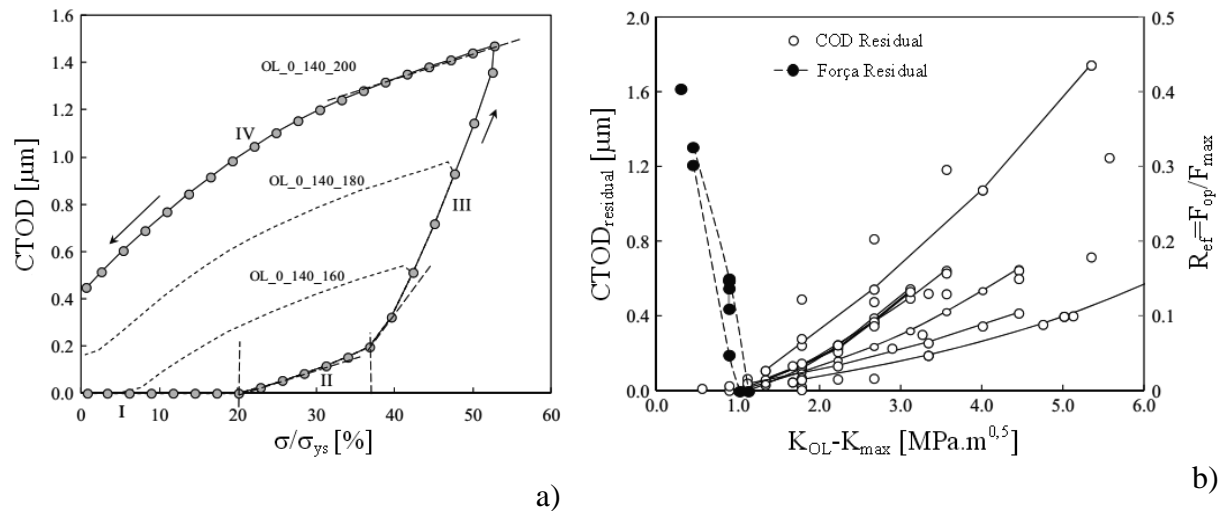 1.6
1.4
1.2
1.0
0.8
0.6
0.4
0.2
0.0
CTOD [μm]
OL_0_140_200
OL_0_140_180
OL_0_140_160
IV
III
II
I
0 10 20 30 40 50 60
σ/σys [%]
a)
2.0
1.6
1.2
0.8
0.4
0.0
CTODresidual [μm]
COD Residual
Força Residual
0.5
0.4
0.3
0.2
0.1
0
Ref=Fop/Fmax
0.0 1.0 2.0 3.0 4.0 5.0 6.0
KOL-Kmax [MPa.m0,5]
b)